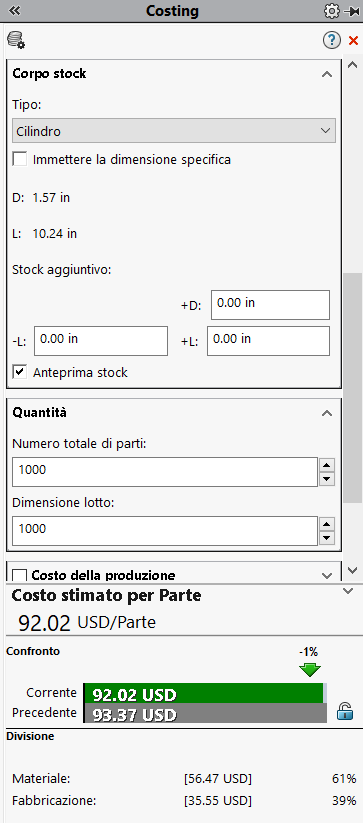 Costing
Corpo stock
Tipo:
Cilindro
Immettere la dimensione specifica
D: 1.57 in
L: 10.24 in
Stock aggiuntivo:
+D: 0.00 in
-L: 0.00 in +L: 0.00 in
Anteprima stock
Quantità
Numero totale di parti:
1000
Dimensione lotto:
1000
Costo della produzione
Costo stimato per Parte
92.02 USD/Parte
Confronto -1%
Corrente 92.02 USD
Precedente 93.37 USD
Divisione
Materiale: [56.47 USD] 61%
Fabbricazione: [35.55 USD] 39%